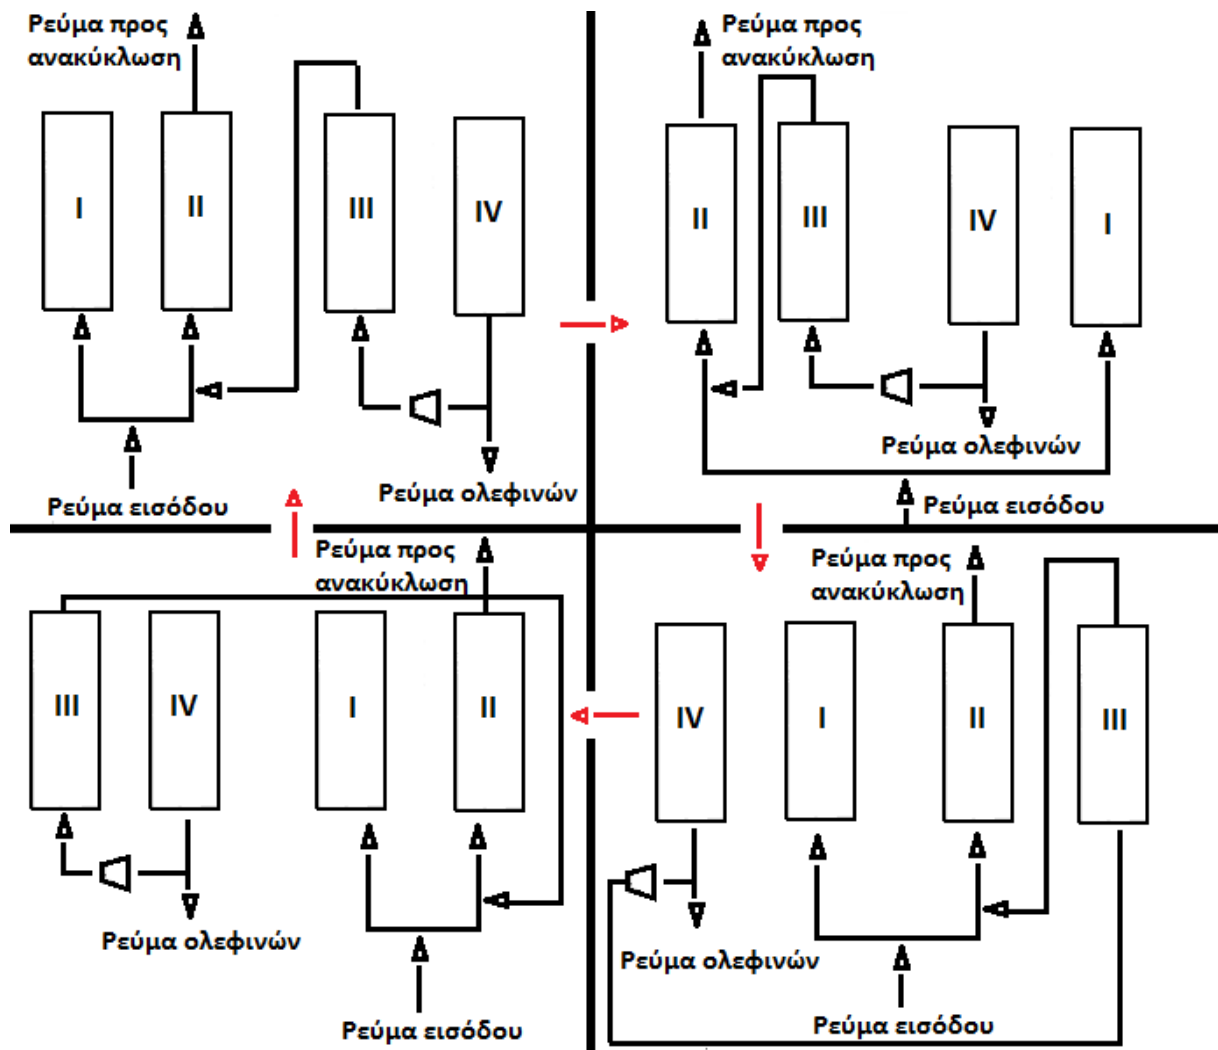 Ρεύμα προς
ανακύκλωση
I
II
III
IV
Ρεύμα ολεφινών
Ρεύμα εισόδου
Ρεύμα προς
ανακύκλωση
II
III
IV
I
Ρεύμα ολεφινών
Ρεύμα εισόδου
Ρεύμα προς
ανακύκλωση
III
IV
I
II
Ρεύμα ολεφινών
Ρεύμα εισόδου
Ρεύμα προς
ανακύκλωση
IV
I
II
III
Ρεύμα ολεφινών
Ρεύμα εισόδου